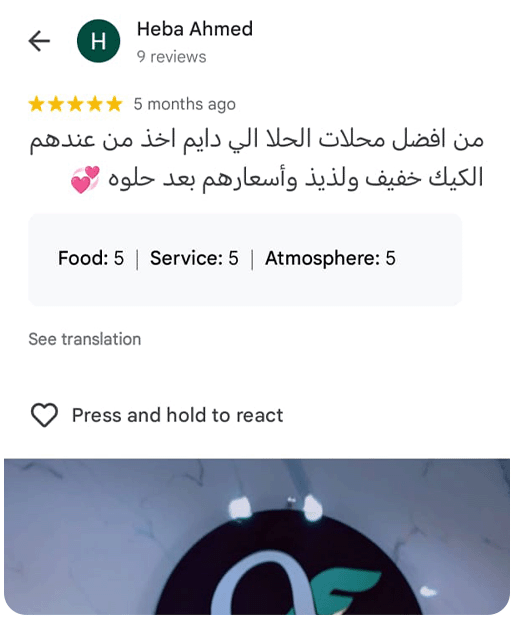 Heba Ahmed
9 reviews
5 months ago
من افضل محلات الحلا الي دايم اخذ من عندهم
الكيك خفيف ولذيذ وأسعارهم بعد حلوه 💞
Food: 5 | Service: 5 | Atmosphere: 5
See translation
Press and hold to react